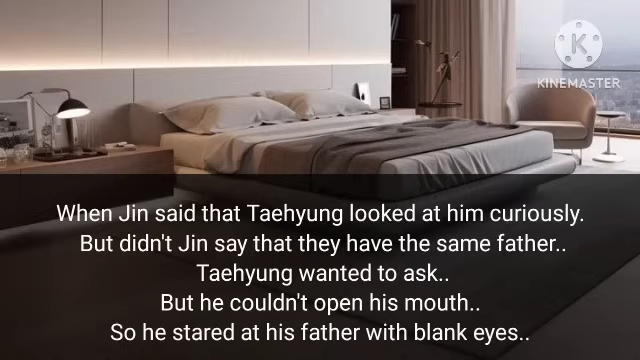 K
KINEMASTER
When Jin said that Taehyung looked at him curiously.
But didn't Jin say that they have the same father..
Taehyung wanted to ask..
But he couldn't open his mouth..
So he stared at his father with blank eyes..